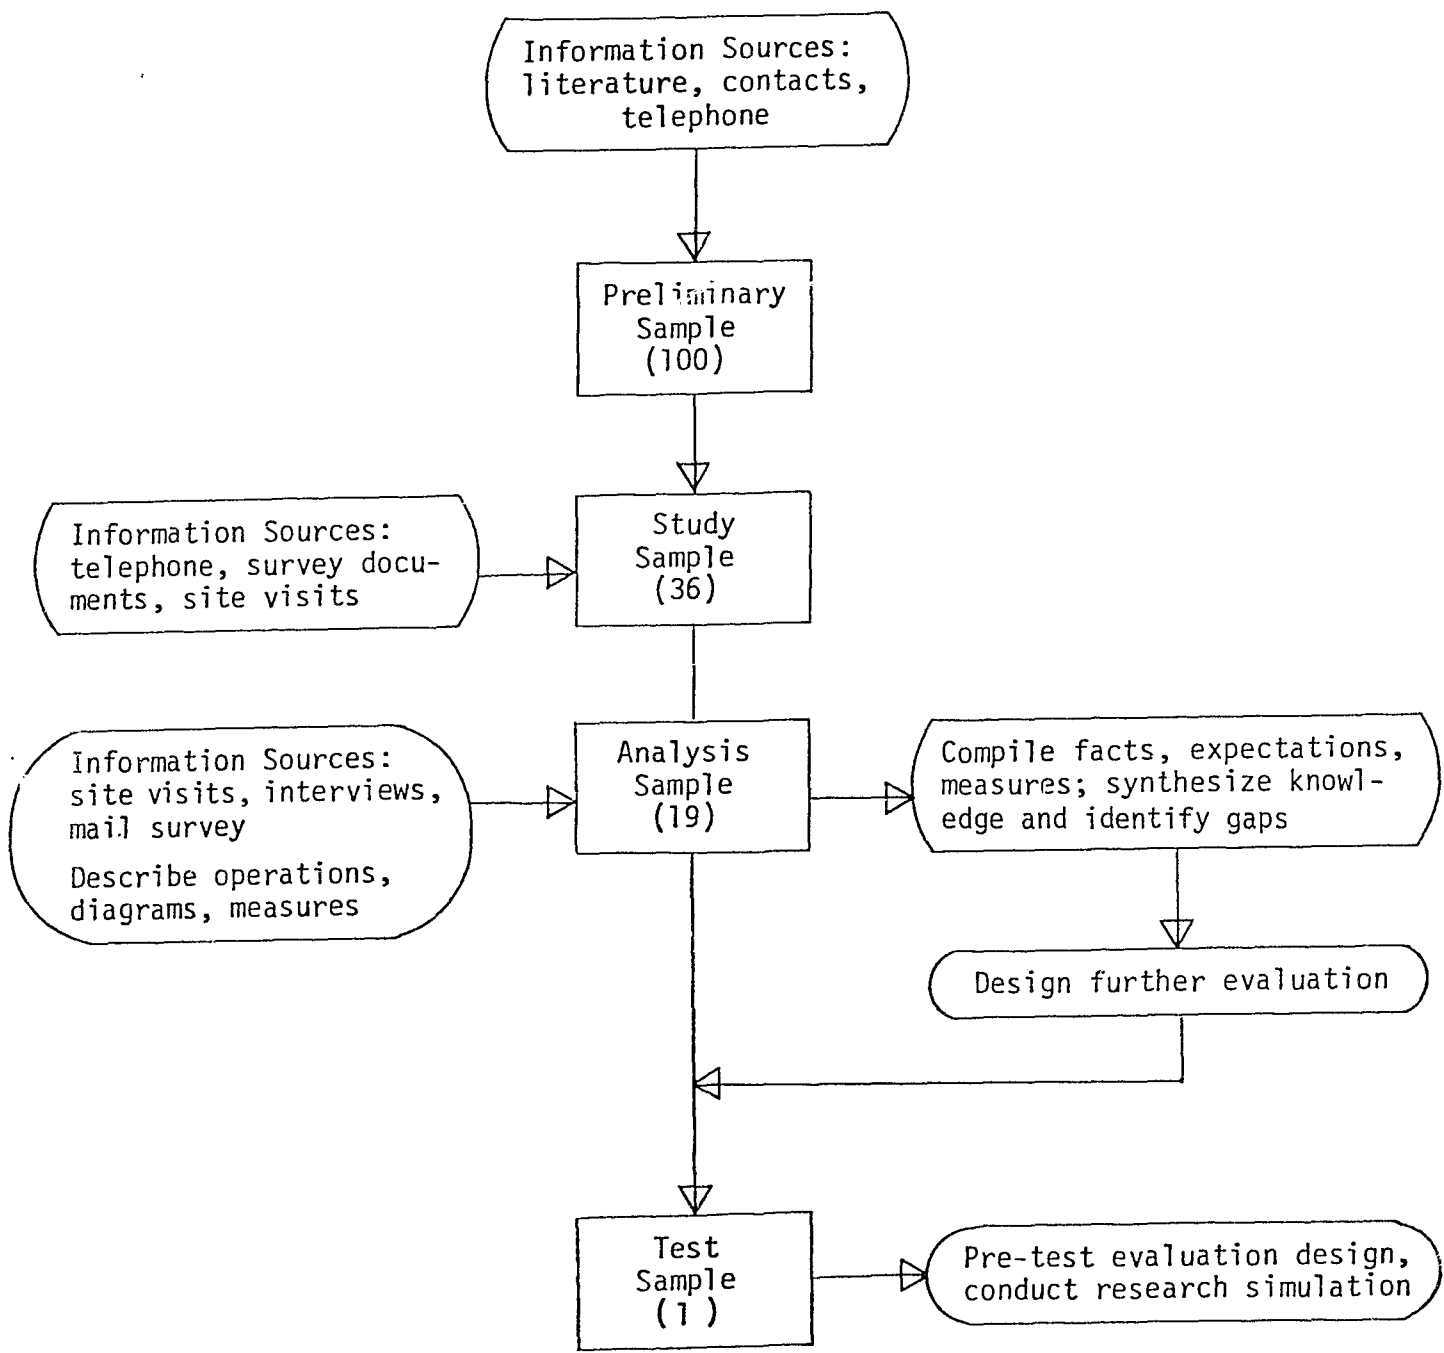 Information Sources:
literature, contacts,
telephone
Preliminary
Sample
(100)
Study
Sample
(36)
Information Sources:
telephone, survey docu-
ments, site visits
Analysis
Sample
(19)
Information Sources:
site visits, interviews,
mail survey
Describe operations,
diagrams, measures
Compile facts, expectations,
measures; synthesize knowl-
edge and identify gaps
Design further evaluation
Test
Sample
(1)
Pre-test evaluation design,
conduct research simulation